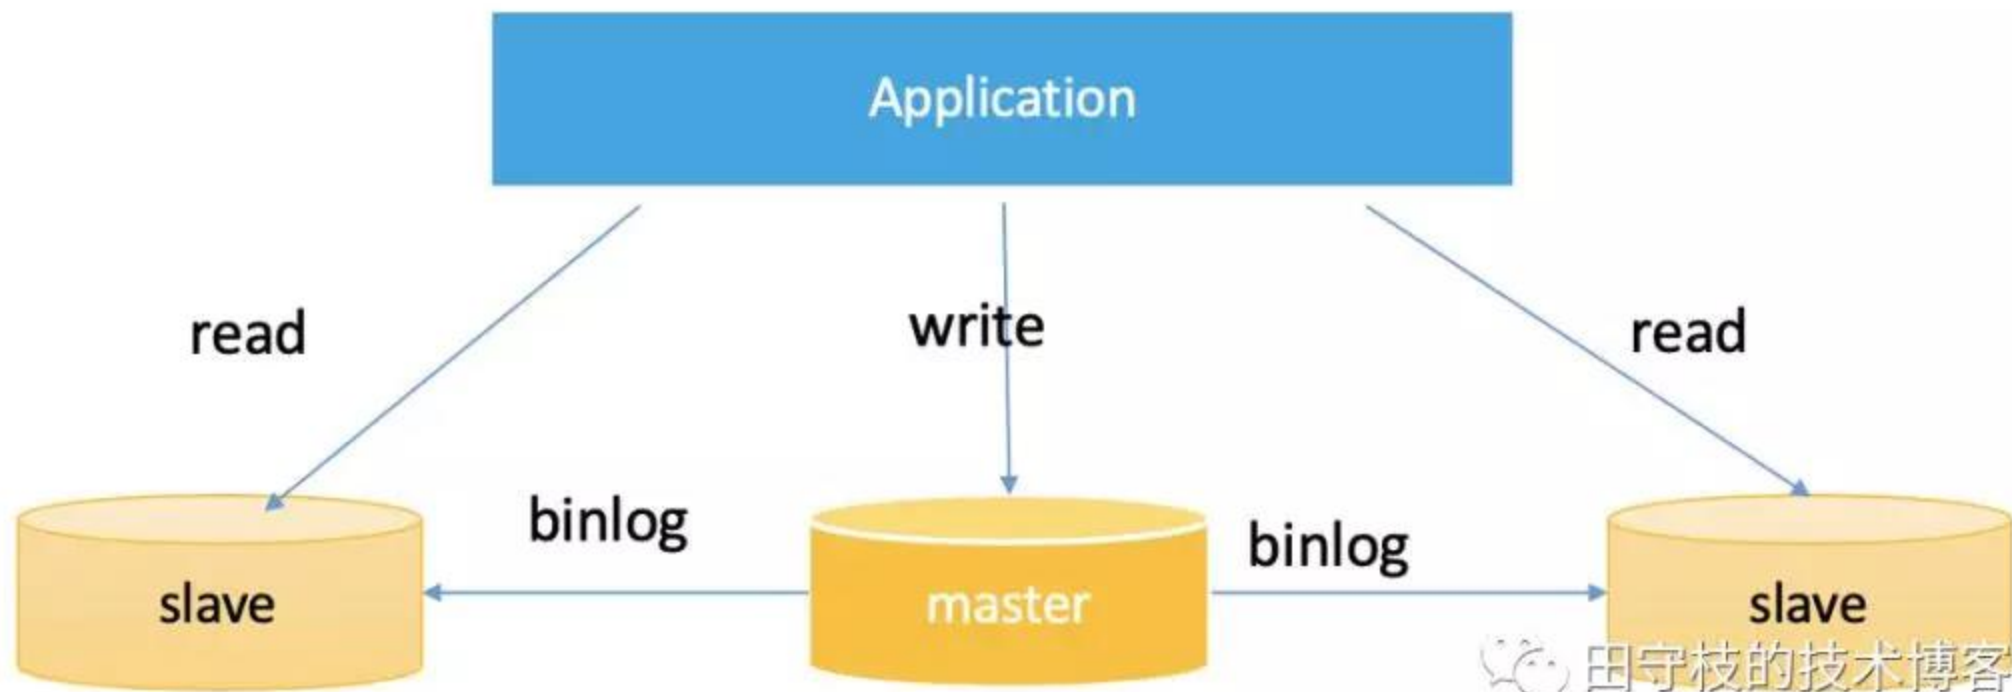 Application
read
write
read
binlog
binlog
slave
master
slave
田守枝的技术博客